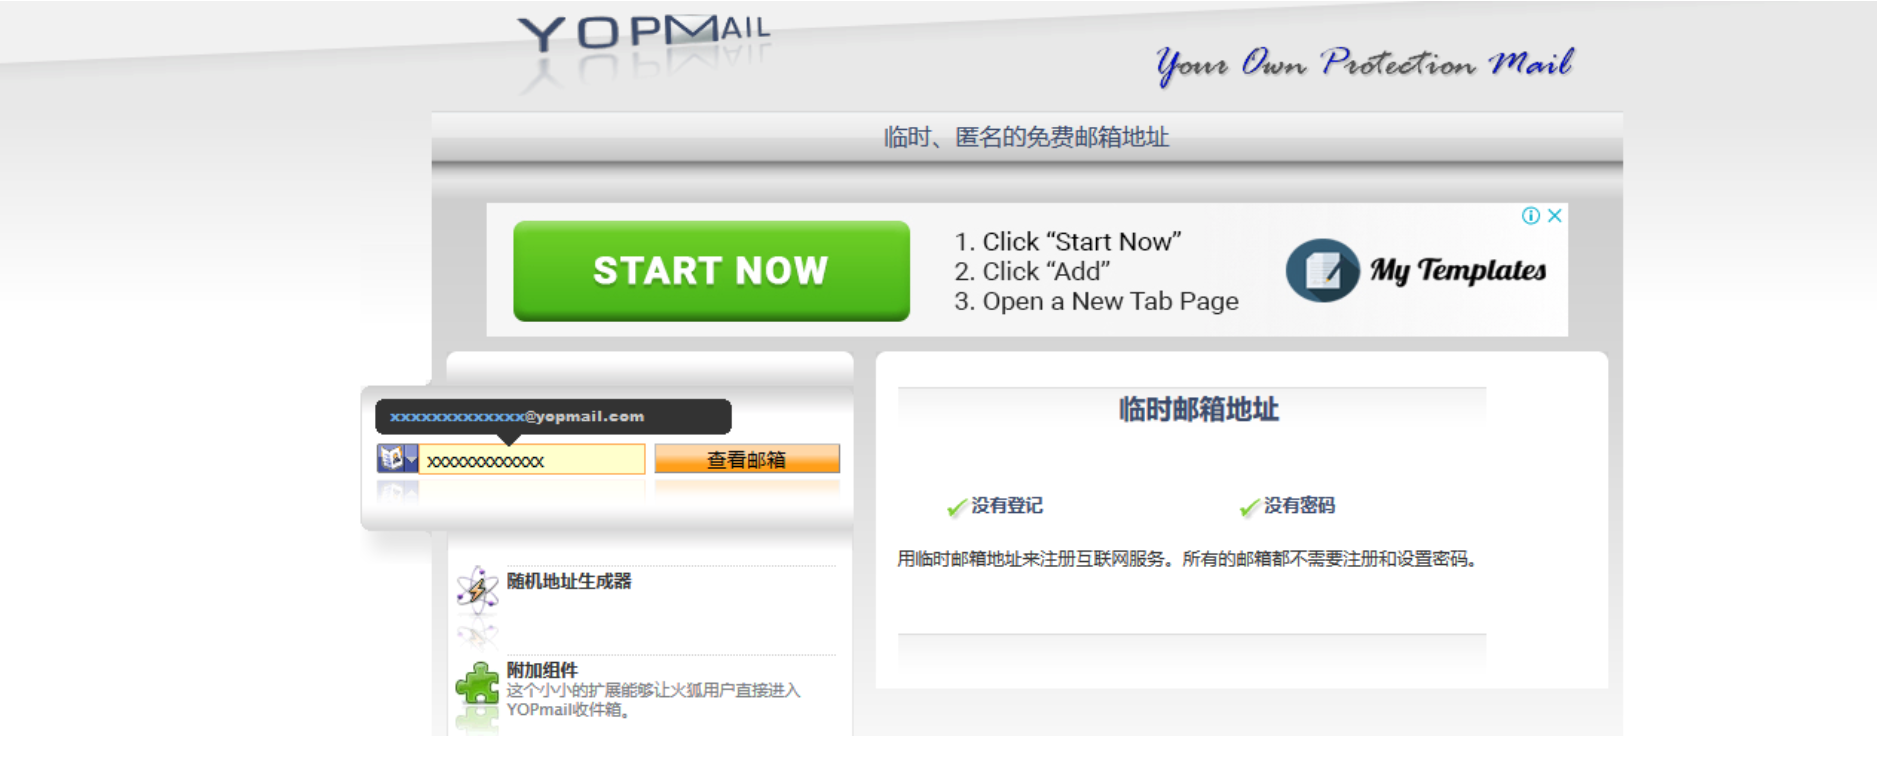 YOPMAIL
Your Own Protection Mail
临时、匿名的免费邮箱地址
START NOW
1. Click “Start Now”
2. Click “Add”
3. Open a New Tab Page
My Templates
xxxxxxxxxxxxx@yopmail.com
xxxxxxxxxxxxx
查看邮箱
随机地址生成器
附加组件
这个小小的扩展能够让火狐用户直接进入
YOPmail收件箱。
临时邮箱地址
没有登记
没有密码
用临时邮箱地址来注册互联网服务。所有的邮箱都不需要注册和设置密码。